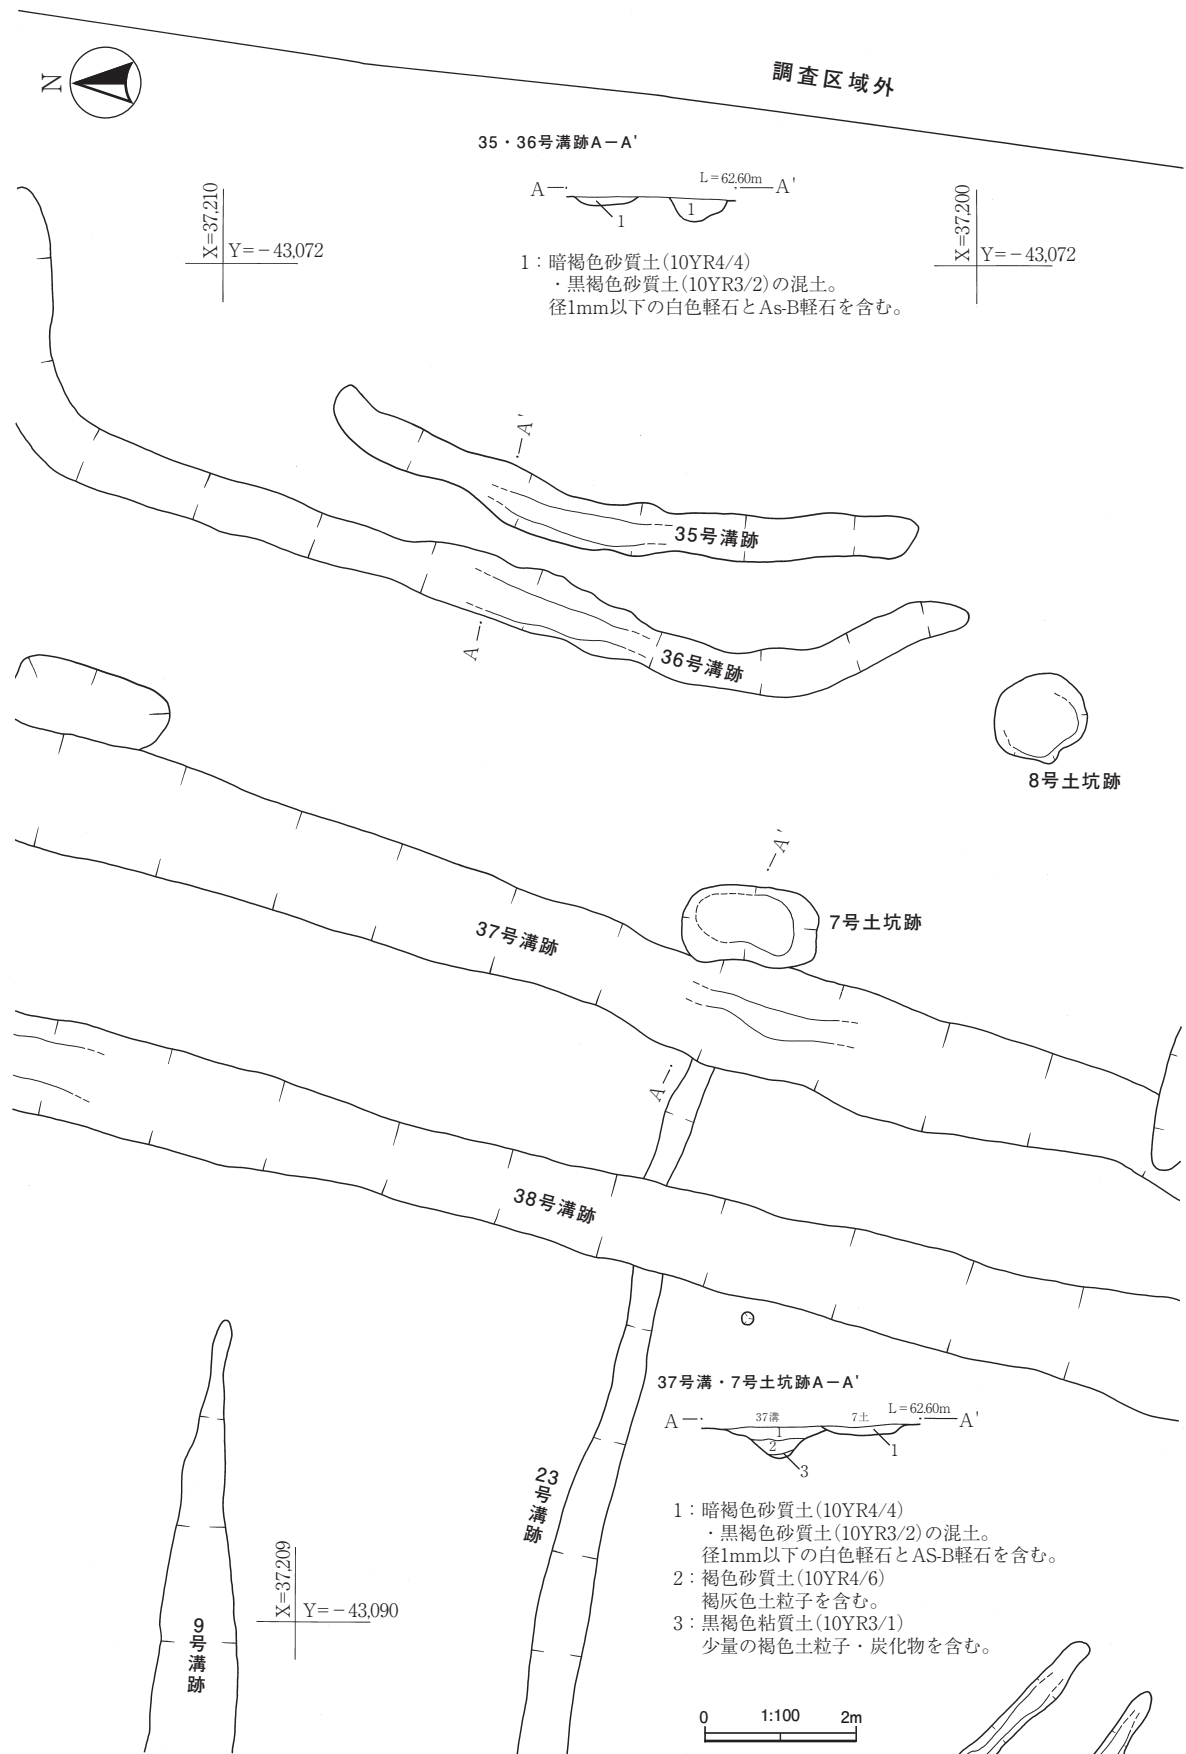 調査区域外
N
35・36号溝跡A－A'
A
L＝62.60m
A'
1
1
X＝37,210
Y＝－43,072
X＝37,200
Y＝－43,072
1：暗褐色砂質土(10YR4/4)
・黒褐色砂質土(10YR3/2)の混土。
径1mm以下の白色軽石とAs-B軽石を含む。
A'
35号溝跡
A
36号溝跡
8号土坑跡
A'
7号土坑跡
37号溝跡
A
38号溝跡
37号溝・7号土坑跡A－A'
A
37溝
7土
L＝62.60m
A'
1
2
3
1
23号溝跡
1：暗褐色砂質土(10YR4/4)
・黒褐色砂質土(10YR3/2)の混土。
径1mm以下の白色軽石とAS-B軽石を含む。
2：褐色砂質土(10YR4/6)
褐灰色土粒子を含む。
3：黒褐色粘質土(10YR3/1)
少量の褐色土粒子・炭化物を含む。
X＝37,209
Y＝－43,090
9号溝跡
0 1:100 2m